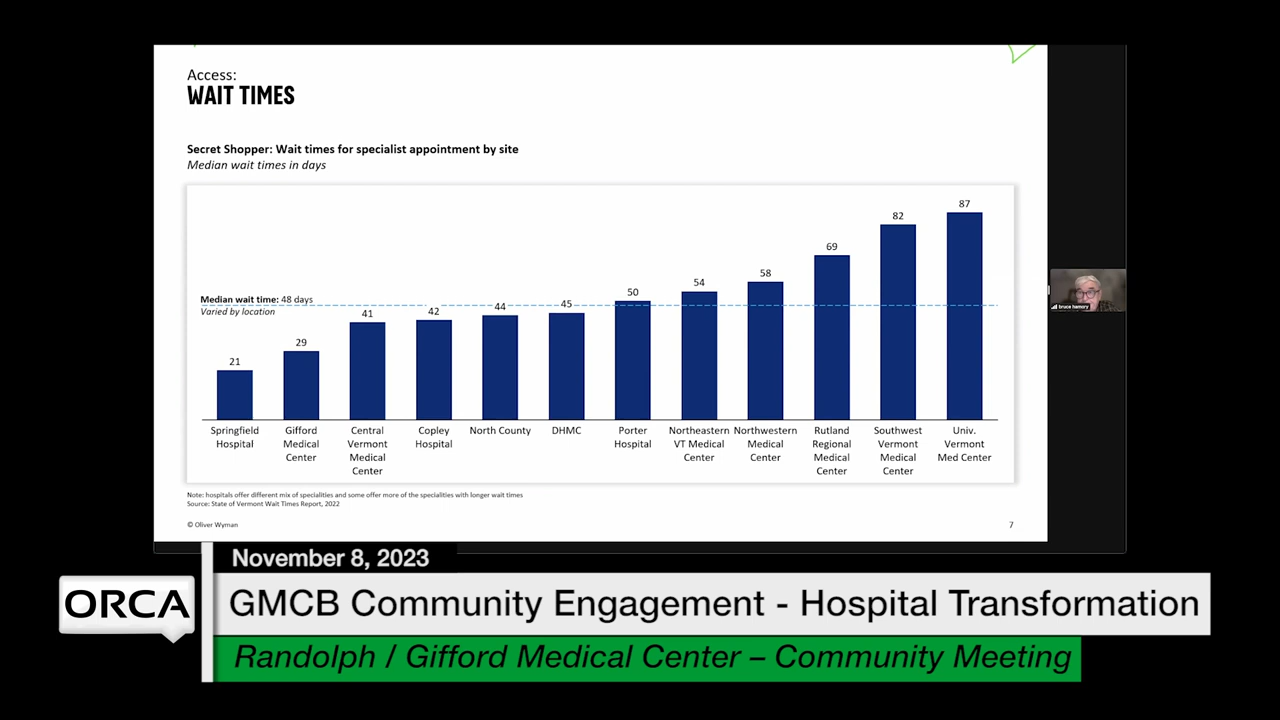 Access:
WAIT TIMES
Secret Shopper: Wait times for specialist appointment by site
Median wait times in days
Median wait time: 48 days
Varied by location
21
29
41
42
44
45
50
54
58
69
82
87
Springfield Hospital
Gifford Medical Center
Central Vermont Medical Center
Copley Hospital
North County
DHMC
Porter Hospital
Northeastern VT Medical Center
Northwestern Medical Center
Rutland Regional Medical Center
Southwest Vermont Medical Center
Univ. Vermont Med Center
Note: hospitals offer different mix of specialities and some offer more of the specialities with longer wait times
Source: State of Vermont Wait Times Report, 2022
© Oliver Wyman
7
bruce hamory
November 8, 2023
ORCA
GMCB Community Engagement - Hospital Transformation
Randolph / Gifford Medical Center – Community Meeting